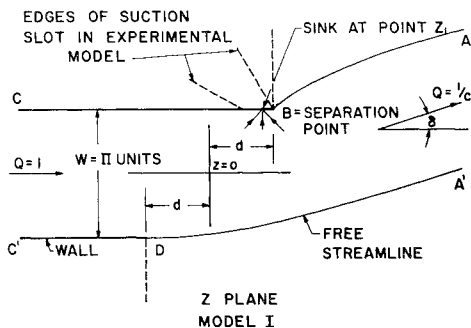 EDGES OF SUCTION
SLOT IN EXPERIMENTAL
MODEL
SINK AT POINT Z₁
A
C
B=SEPARATION
POINT
Q=1/c
δ
W=Π UNITS
d
Q=1
z=0
A'
d
C'
WALL
D
FREE
STREAMLINE
Z PLANE
MODEL I